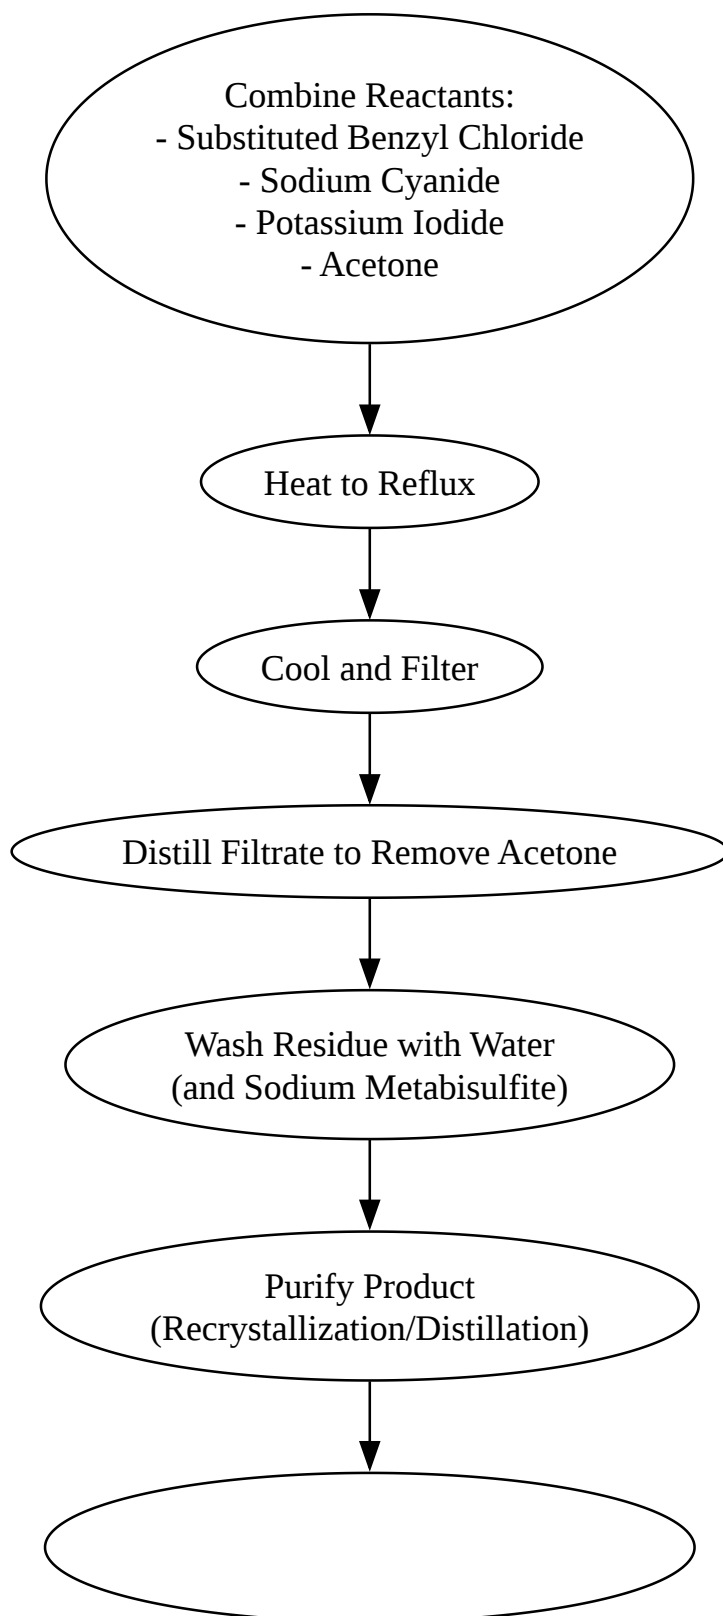 Combine Reactants:
- Substituted Benzyl Chloride
- Sodium Cyanide
- Potassium Iodide
- Acetone
Heat to Reflux
Cool and Filter
Distill Filtrate to Remove Acetone
Wash Residue with Water
(and Sodium Metabisulfite)
Purify Product
(Recrystallization/Distillation)